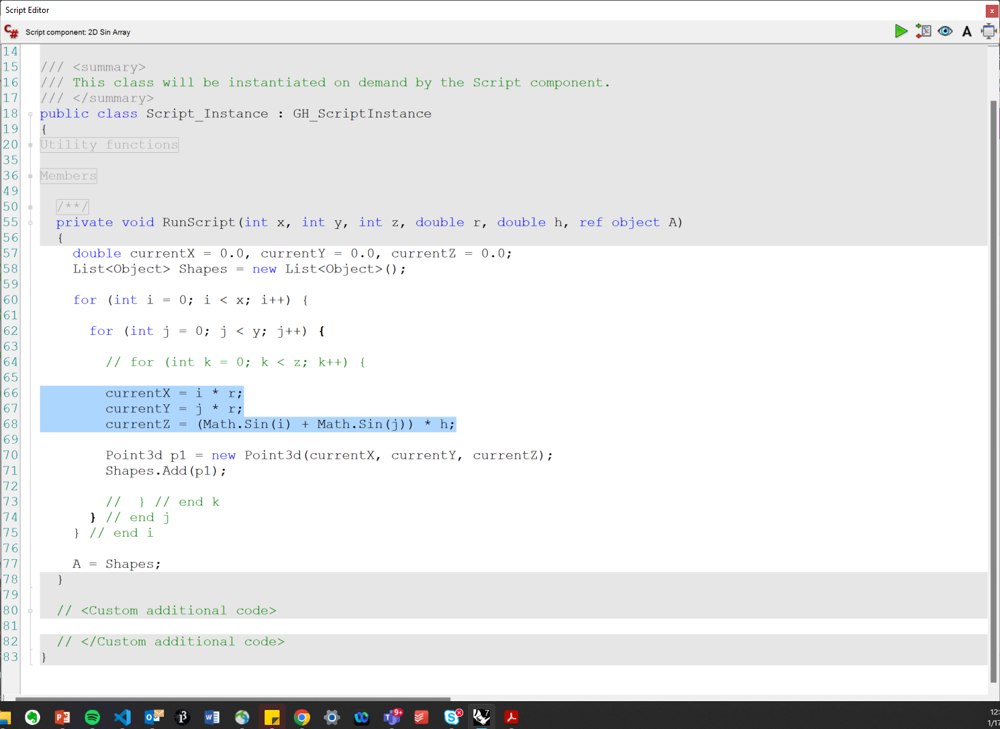 Script Editor
x
C# Script component: 2D Sin Array
A
14
15 /// <summary>
16 /// This class will be instantiated on demand by the Script component.
17 /// </summary>
18 public class Script_Instance : GH_ScriptInstance
19 {
20 Utility functions
35
36 Members
49
50 /**/
55 private void RunScript(int x, int y, int z, double r, double h, ref object A)
56 {
57 double currentX = 0.0, currentY = 0.0, currentZ = 0.0;
58 List<Object> Shapes = new List<Object>();
59
60 for (int i = 0; i < x; i++) {
61
62 for (int j = 0; j < y; j++) {
63
64 // for (int k = 0; k < z; k++) {
65
66 currentX = i * r;
67 currentY = j * r;
68 currentZ = (Math.Sin(i) + Math.Sin(j)) * h;
69
70 Point3d p1 = new Point3d(currentX, currentY, currentZ);
71 Shapes.Add(p1);
72
73 //  } // end k
74 } // end j
75 } // end i
76
77 A = Shapes;
78 }
79
80 // <Custom additional code>
81
82 // </Custom additional code>
83 }
9+
7
12:
1/17